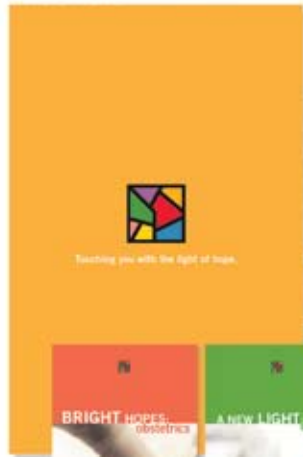 Touching you with the light of hope.
BRIGHT HOPES:
obstetrics
A NEW LIGHT